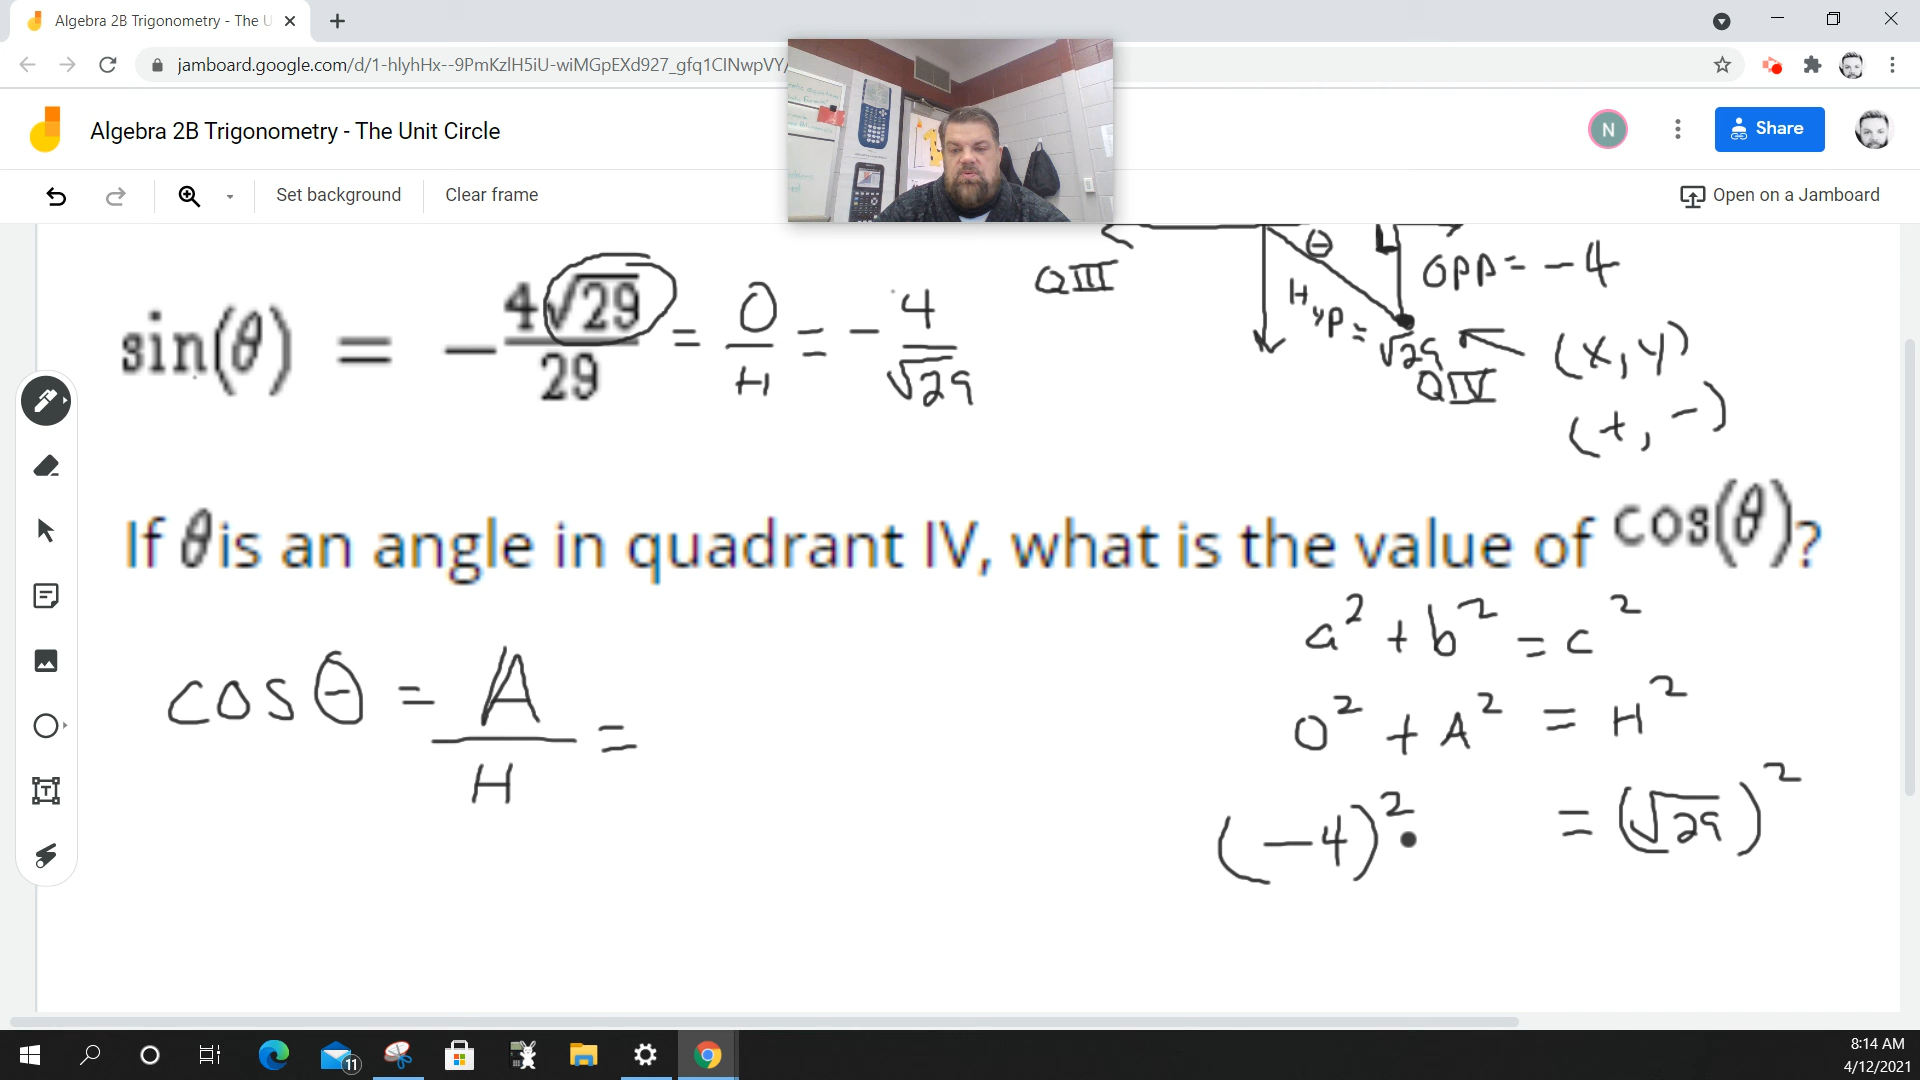 Algebra 2B Trigonometry - The U
jamboard.google.com/d/1-hlyhHx--9PmKzlH5iU-wiMGpEXd927_gfq1CINwpVY/
Algebra 2B Trigonometry - The Unit Circle
N
Share
Set background
Clear frame
Open on a Jamboard
QIII
θ
OPP = -4
HYP = √29
QIV
(x, y)
(+, -)
sin(θ) = - 4√29 / 29 = O / H = - 4 / √29
If θ is an angle in quadrant IV, what is the value of cos(θ)?
a² + b² = c²
cos θ = A / H =
O² + A² = H²
(-4)² = (√29)²
11
8:14 AM
4/12/2021